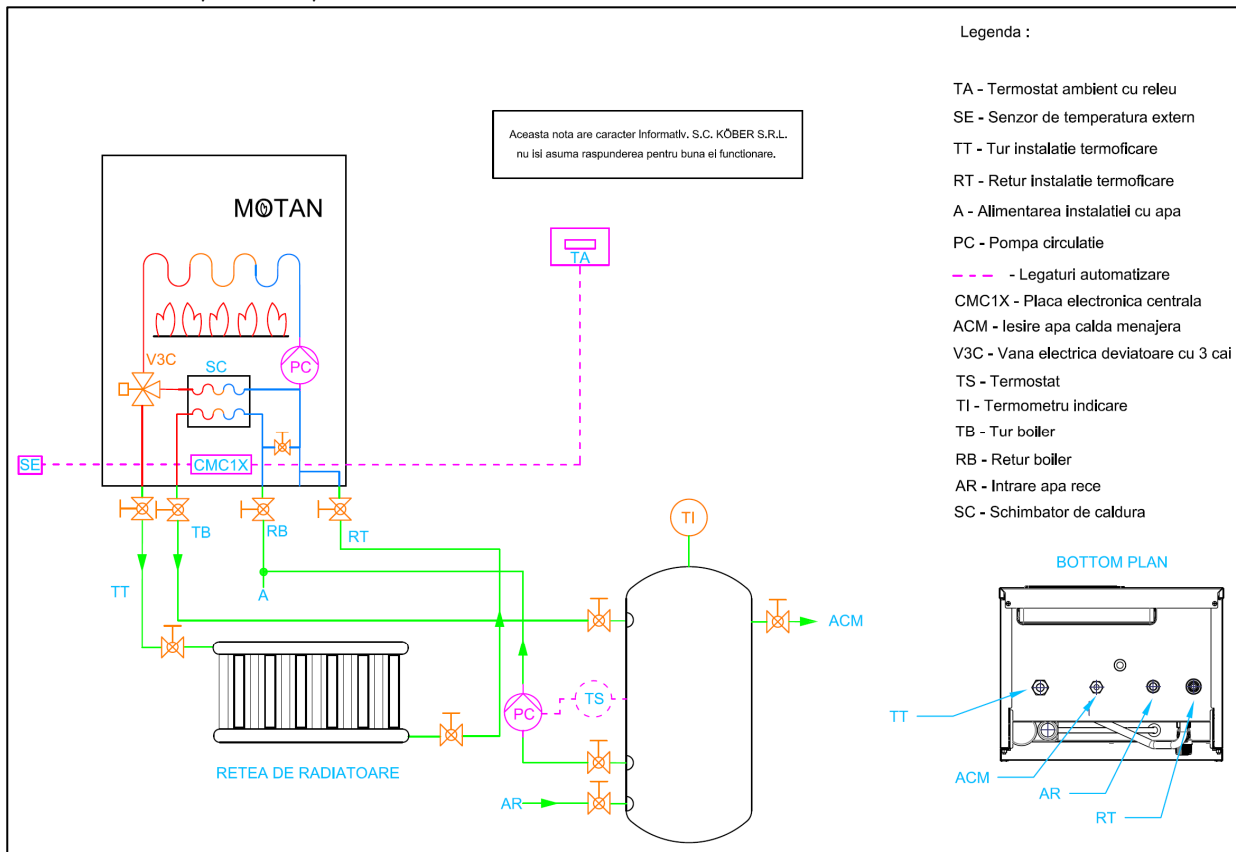 Legenda :
TA - Termostat ambient cu releu
SE - Senzor de temperatura extern
TT - Tur instalatie termoficare
RT - Retur instalatie termoficare
A - Alimentarea instalatiei cu apa
PC - Pompa circulatie
- Legaturi automatizare
CMC1X - Placa electronica centrala
ACM - Iesire apa calda menajera
V3C - Vana electrica deviatoare cu 3 cai
TS - Termostat
TI - Termometru indicare
TB - Tur boiler
RB - Retur boiler
AR - Intrare apa rece
SC - Schimbator de caldura
Aceasta nota are caracter Informativ. S.C. KÖBER S.R.L.
nu isi asuma raspunderea pentru buna ei functionare.
MOTAN
TA
V3C
SC
PC
SE
CMC1X
TB
RB
RT
TT
A
TI
ACM
TS
PC
RETEA DE RADIATOARE
AR
BOTTOM PLAN
TT
ACM
AR
RT